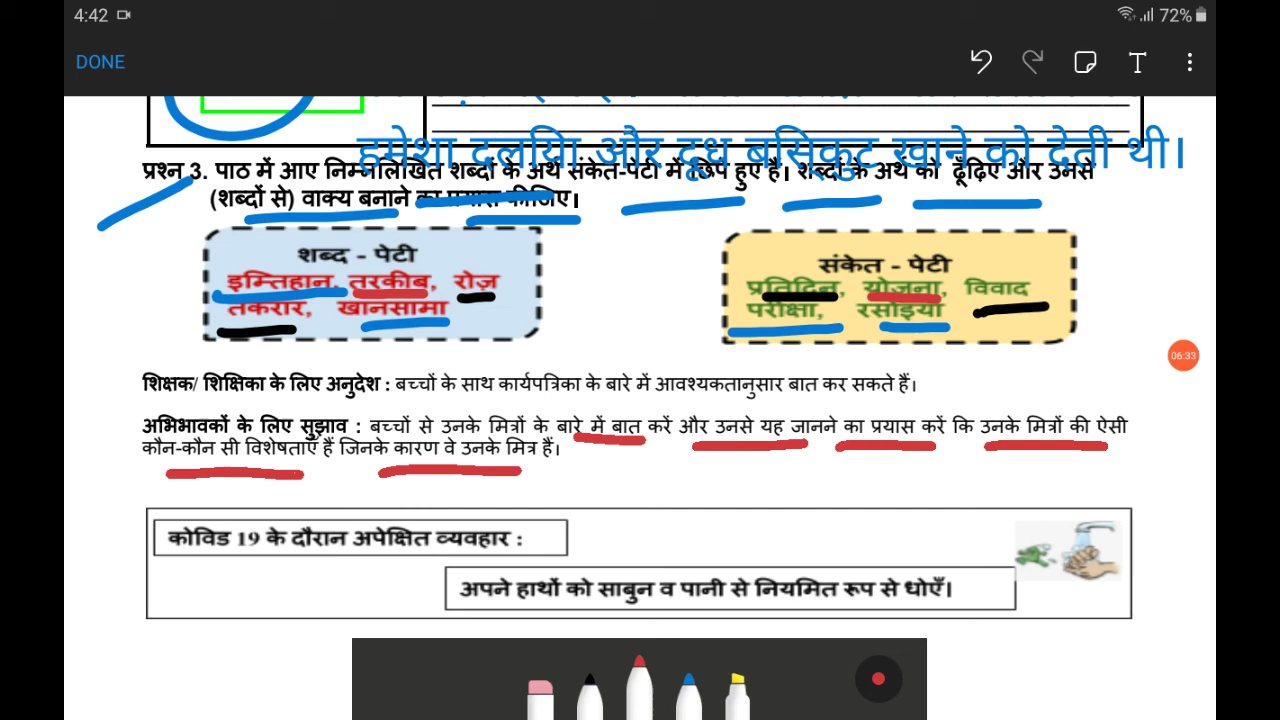 4:42 72%
DONE
हमेशा दलिया और दूध बिस्कुट खाने को देती थी।
प्रश्न 3. पाठ में आए निम्नलिखित शब्दों के अर्थ संकेत-पेटी में छिपे हुए हैं। शब्दों के अर्थ को ढूँढ़िए और उनसे
(शब्दों से) वाक्य बनाने का प्रयास कीजिए।
शब्द - पेटी
इम्तिहान, तरकीब, रोज़
तकरार, खानसामा
संकेत - पेटी
प्रतिदिन, योजना, विवाद
परीक्षा, रसोइया
06:33
शिक्षक/ शिक्षिका के लिए अनुदेश : बच्चों के साथ कार्यपत्रिका के बारे में आवश्यकतानुसार बात कर सकते हैं।
अभिभावकों के लिए सुझाव : बच्चों से उनके मित्रों के बारे में बात करें और उनसे यह जानने का प्रयास करें कि उनके मित्रों की ऐसी
कौन-कौन सी विशेषताएँ हैं जिनके कारण वे उनके मित्र हैं।
कोविड 19 के दौरान अपेक्षित व्यवहार :
अपने हाथों को साबुन व पानी से नियमित रूप से धोएँ।